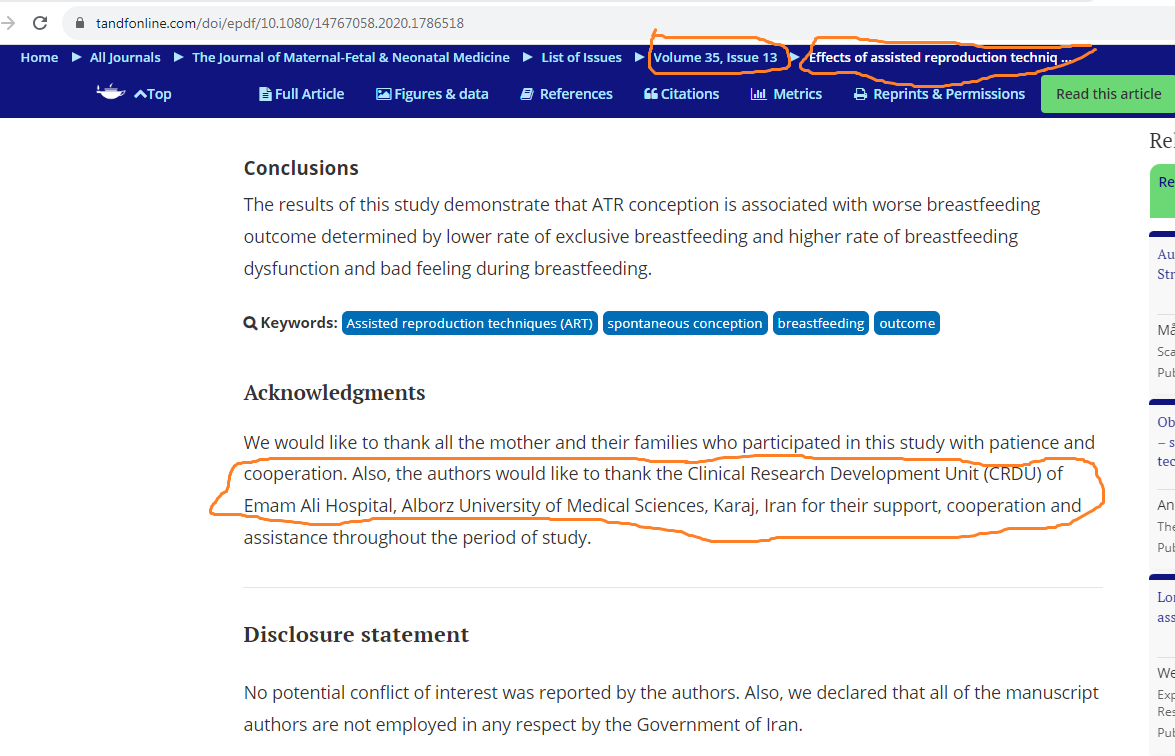 tandfonline.com/doi/epdf/10.1080/14767058.2020.1786518
Home ▶ All Journals ▶ The Journal of Maternal-Fetal & Neonatal Medicine ▶ List of Issues ▶ Volume 35, Issue 13 ▶ Effects of assisted reproduction techniq ...
Top Full Article Figures & data References Citations Metrics Reprints & Permissions Read this article
Conclusions
The results of this study demonstrate that ATR conception is associated with worse breastfeeding
outcome determined by lower rate of exclusive breastfeeding and higher rate of breastfeeding
dysfunction and bad feeling during breastfeeding.
Keywords: Assisted reproduction techniques (ART) spontaneous conception breastfeeding outcome
Acknowledgments
We would like to thank all the mother and their families who participated in this study with patience and
cooperation. Also, the authors would like to thank the Clinical Research Development Unit (CRDU) of
Emam Ali Hospital, Alborz University of Medical Sciences, Karaj, Iran for their support, cooperation and
assistance throughout the period of study.
Disclosure statement
No potential conflict of interest was reported by the authors. Also, we declared that all of the manuscript
authors are not employed in any respect by the Government of Iran.